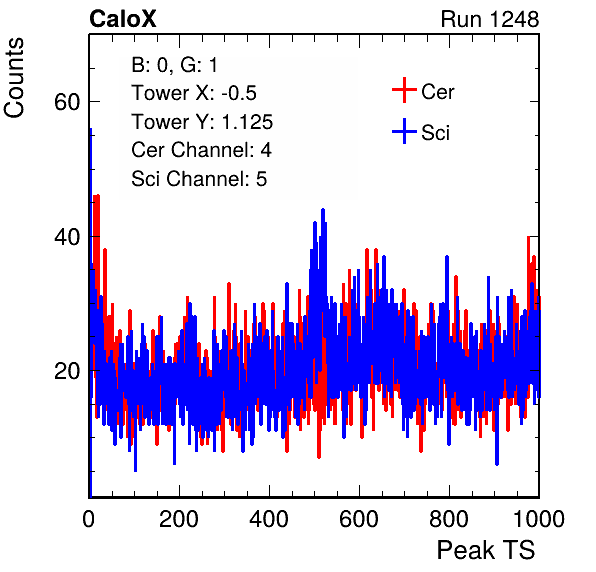 CaloX Run 1248
Counts
B: 0, G: 1
Tower X: -0.5
Tower Y: 1.125
Cer Channel: 4
Sci Channel: 5
Cer
Sci
60
40
20
0 200 400 600 800 1000
Peak TS